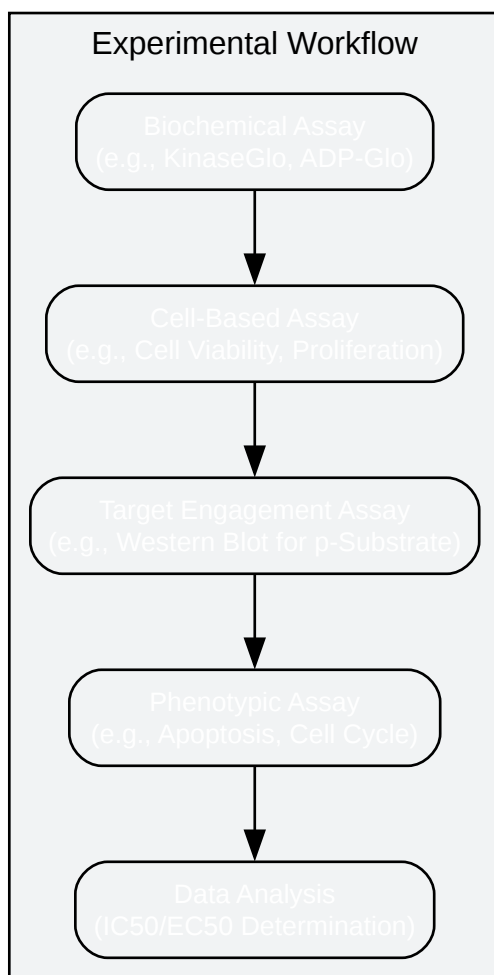 Experimental Workflow
Biochemical Assay
(e.g., KinaseGlo, ADP-Glo)
Cell-Based Assay
(e.g., Cell Viability, Proliferation)
Target Engagement Assay
(e.g., Western Blot for p-Substrate)
Phenotypic Assay
(e.g., Apoptosis, Cell Cycle)
Data Analysis
(IC50/EC50 Determination)